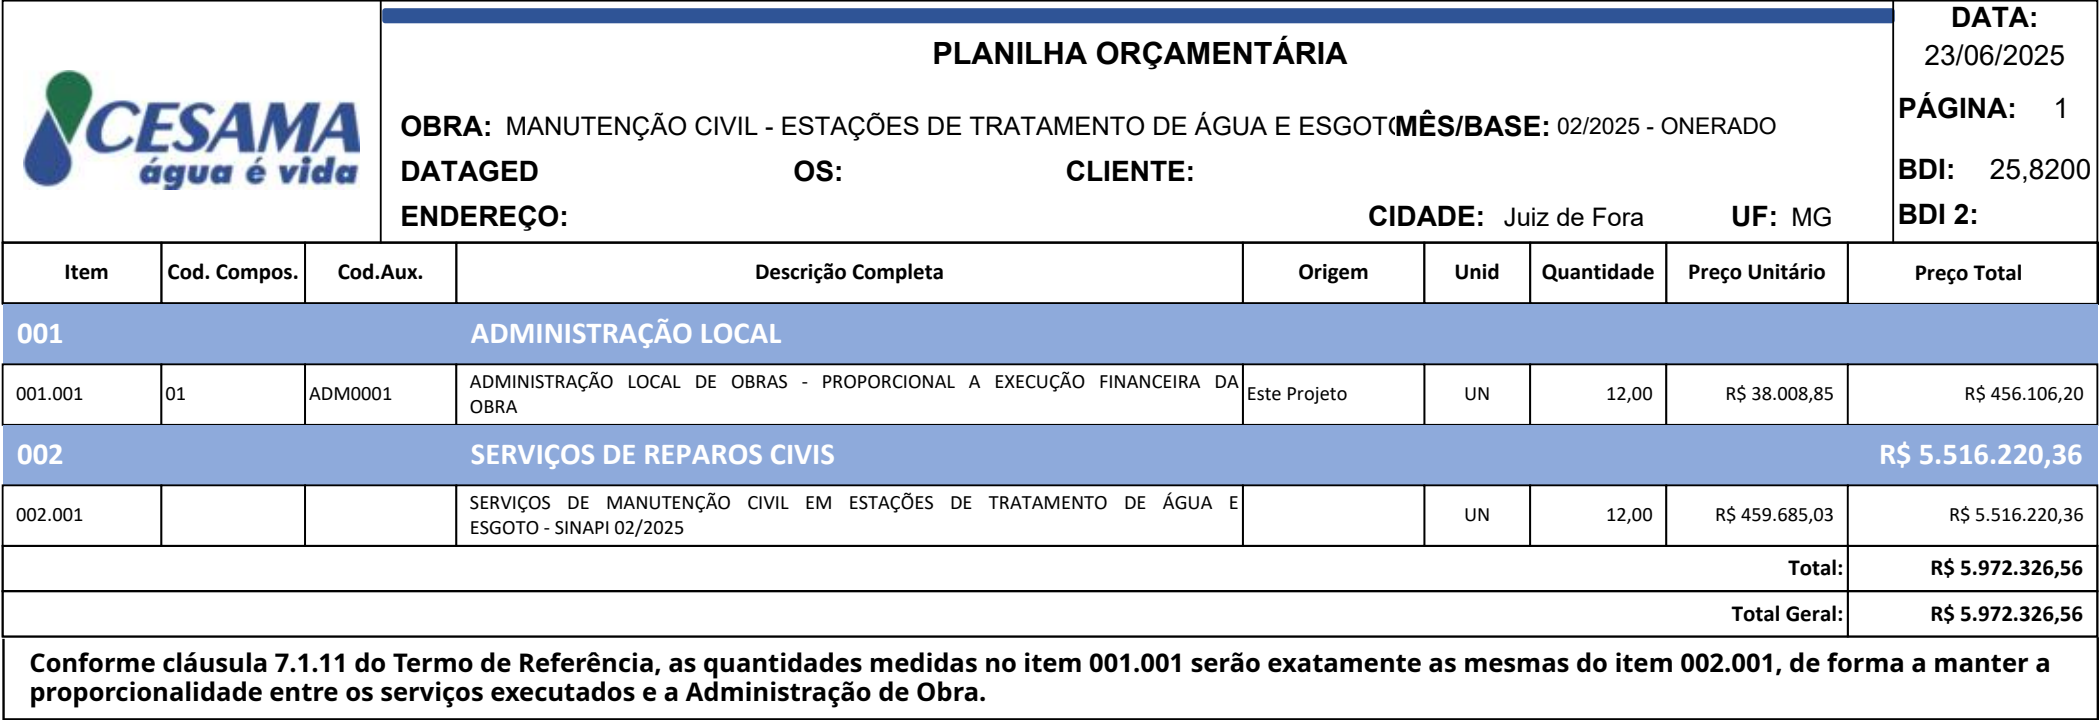 CESAMA
água é vida
PLANILHA ORÇAMENTÁRIA
OBRA: MANUTENÇÃO CIVIL - ESTAÇÕES DE TRATAMENTO DE ÁGUA E ESGOTO MÊS/BASE: 02/2025 - ONERADO
DATAGED OS: CLIENTE:
ENDEREÇO: CIDADE: Juiz de Fora UF: MG
DATA:
23/06/2025
PÁGINA: 1
BDI: 25,8200
BDI 2:
Item Cod. Compos. Cod.Aux. Descrição Completa Origem Unid Quantidade Preço Unitário Preço Total
001 ADMINISTRAÇÃO LOCAL
001.001 01 ADM0001 ADMINISTRAÇÃO LOCAL DE OBRAS - PROPORCIONAL A EXECUÇÃO FINANCEIRA DA Este Projeto UN 12,00 R$ 38.008,85 R$ 456.106,20
OBRA
002 SERVIÇOS DE REPAROS CIVIS R$ 5.516.220,36
002.001 SERVIÇOS DE MANUTENÇÃO CIVIL EM ESTAÇÕES DE TRATAMENTO DE ÁGUA E UN 12,00 R$ 459.685,03 R$ 5.516.220,36
ESGOTO - SINAPI 02/2025
Total: R$ 5.972.326,56
Total Geral: R$ 5.972.326,56
Conforme cláusula 7.1.11 do Termo de Referência, as quantidades medidas no item 001.001 serão exatamente as mesmas do item 002.001, de forma a manter a
proporcionalidade entre os serviços executados e a Administração de Obra.